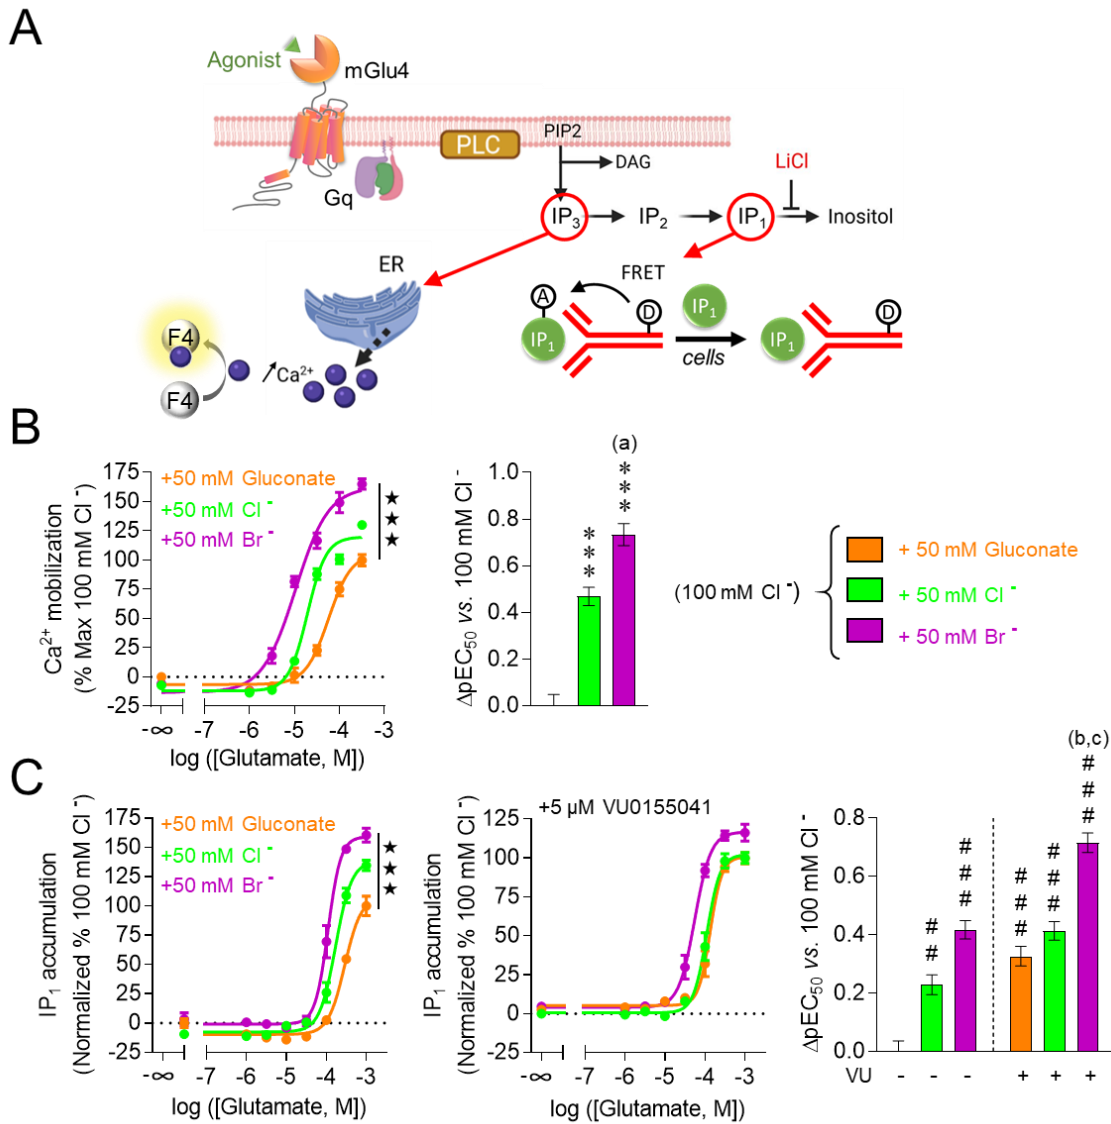 A
Agonist
mGlu4
PLC
PIP2
DAG
LiCl
Gq
IP3
IP2
IP1
Inositol
ER
FRET
A
D
IP1
IP1
cells
IP1
D
F4
F4
Ca2+
B
(a)
Ca2+ mobilization
(% Max 100 mM Cl-)
175
150
125
100
75
50
25
0
-25
+50 mM Gluconate
+50 mM Cl-
+50 mM Br-
★★★
-∞ -7 -6 -5 -4 -3
log ([Glutamate, M])
ΔpEC50 vs. 100 mM Cl-
1.0
0.8
0.6
0.4
0.2
0.0
***
***
(100 mM Cl-)
+ 50 mM Gluconate
+ 50 mM Cl-
+ 50 mM Br-
C
IP1 accumulation
(Normalized % 100 mM Cl-)
175
150
125
100
75
50
25
0
-25
+50 mM Gluconate
+50 mM Cl-
+50 mM Br-
★★★
-∞ -7 -6 -5 -4 -3
log ([Glutamate, M])
IP1 accumulation
(Normalized % 100 mM Cl-)
+5 µM VU0155041
125
100
75
50
25
0
-25
-∞ -7 -6 -5 -4 -3
log ([Glutamate, M])
(b,c)
ΔpEC50 vs. 100 mM Cl-
0.8
0.6
0.4
0.2
0.0
##
###
###
###
###
VU - - - + + +